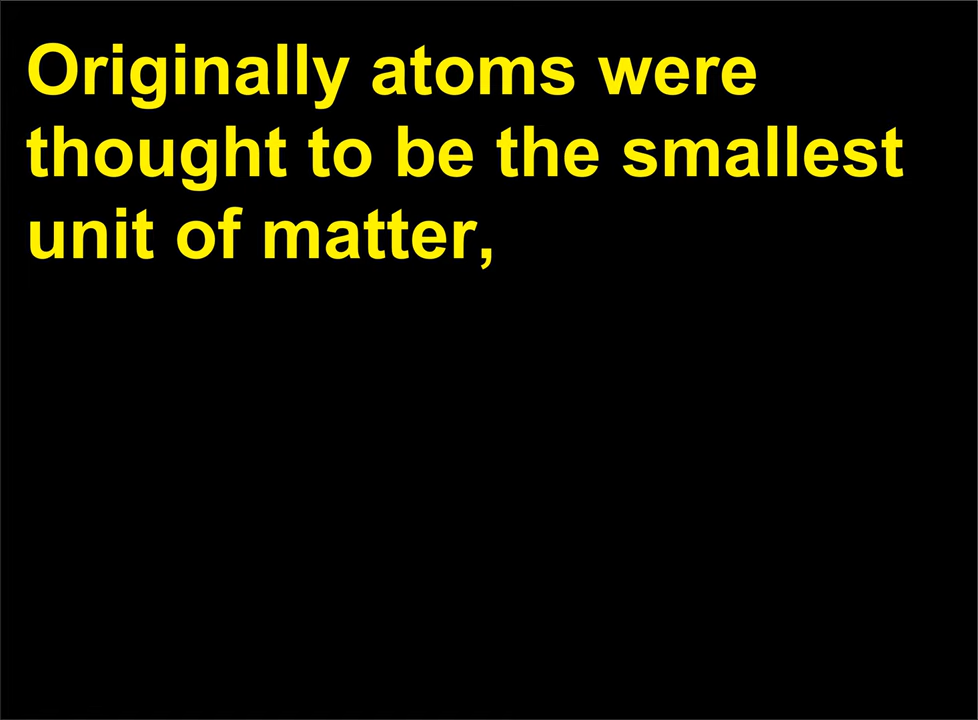 Originally atoms were
thought to be the smallest
unit of matter,